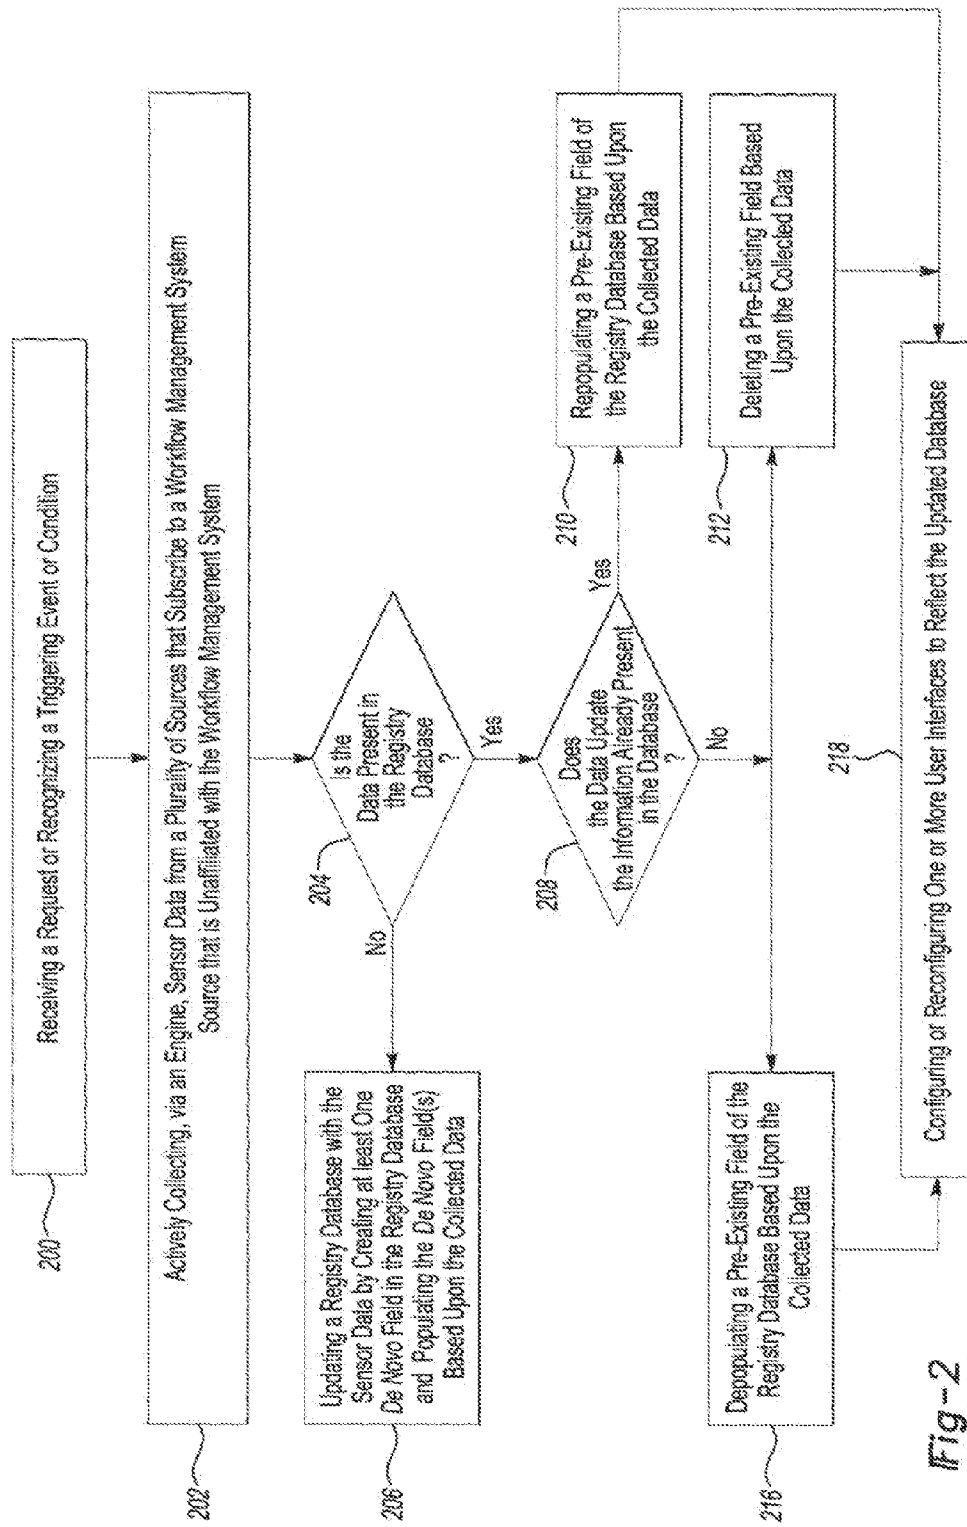 Receiving a Request or Recognizing a Triggering Event or Condition
200
Actively Collecting, via an Engine, Sensor Data from a Plurality of Sources that Subscribe to a Workflow Management System
Source that is Unaffiliated with the Workflow Management System
202
Is the
Data Present in
the Registry
Database
?
204
No
Yes
Updating a Registry Database with the
Sensor Data by Creating at least One
De Novo Field in the Registry Database
and Populating the De Novo Field(s)
Based Upon the Collected Data
206
Does
the Data Update
the Information Already Present
in the Database
?
208
Yes
No
Repopulating a Pre-Existing Field of
the Registry Database Based Upon
the Collected Data
210
Deleting a Pre-Existing Field Based
Upon the Collected Data
212
Depopulating a Pre-Existing Field of the
Registry Database Based Upon the
Collected Data
216
218
Configuring or Reconfiguring One or More User Interfaces to Reflect the Updated Database
Fig-2